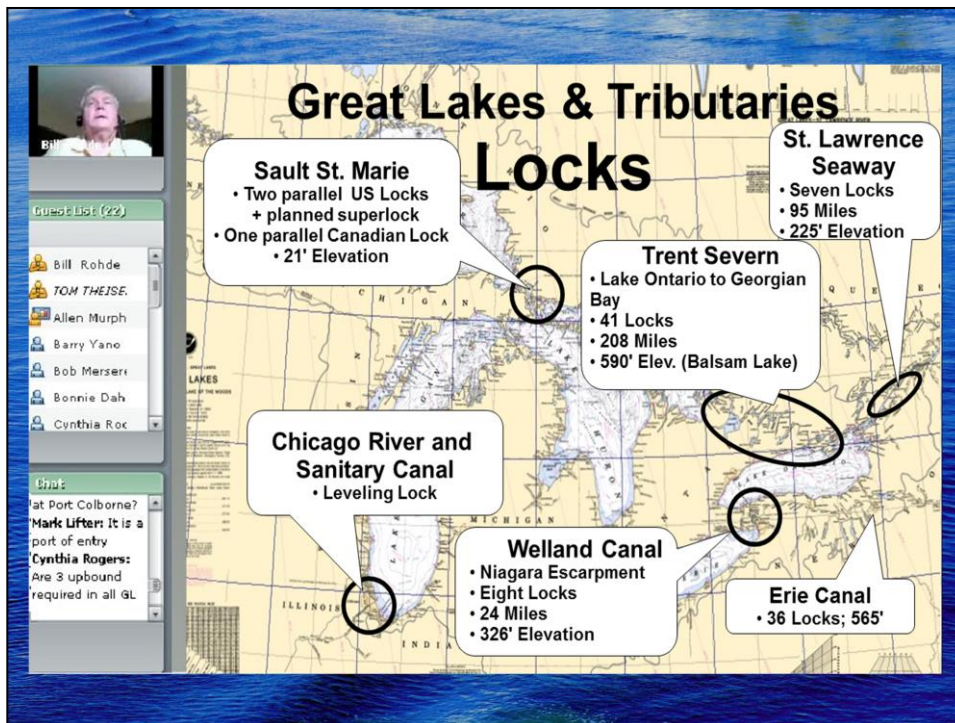 Great Lakes & Tributaries
Locks
Sault St. Marie
• Two parallel US Locks
+ planned superlock
• One parallel Canadian Lock
• 21' Elevation
St. Lawrence
Seaway
• Seven Locks
• 95 Miles
• 225' Elevation
Trent Severn
• Lake Ontario to Georgian
Bay
• 41 Locks
• 208 Miles
• 590' Elev. (Balsam Lake)
Chicago River and
Sanitary Canal
• Leveling Lock
Welland Canal
• Niagara Escarpment
• Eight Locks
• 24 Miles
• 326' Elevation
Erie Canal
• 36 Locks; 565'
Guest List (22)
Bill Rohde
TOM THEISE
Allen Murph
Barry Yano
Bob Mersere
Bonnie Dah
Cynthia Roc
Chat
at Port Colborne?
Mark Lifter: It is a
port of entry
Cynthia Rogers:
Are 3 upbound
required in all GL
LAKES
MICHIGAN
HURON
ILLINOIS